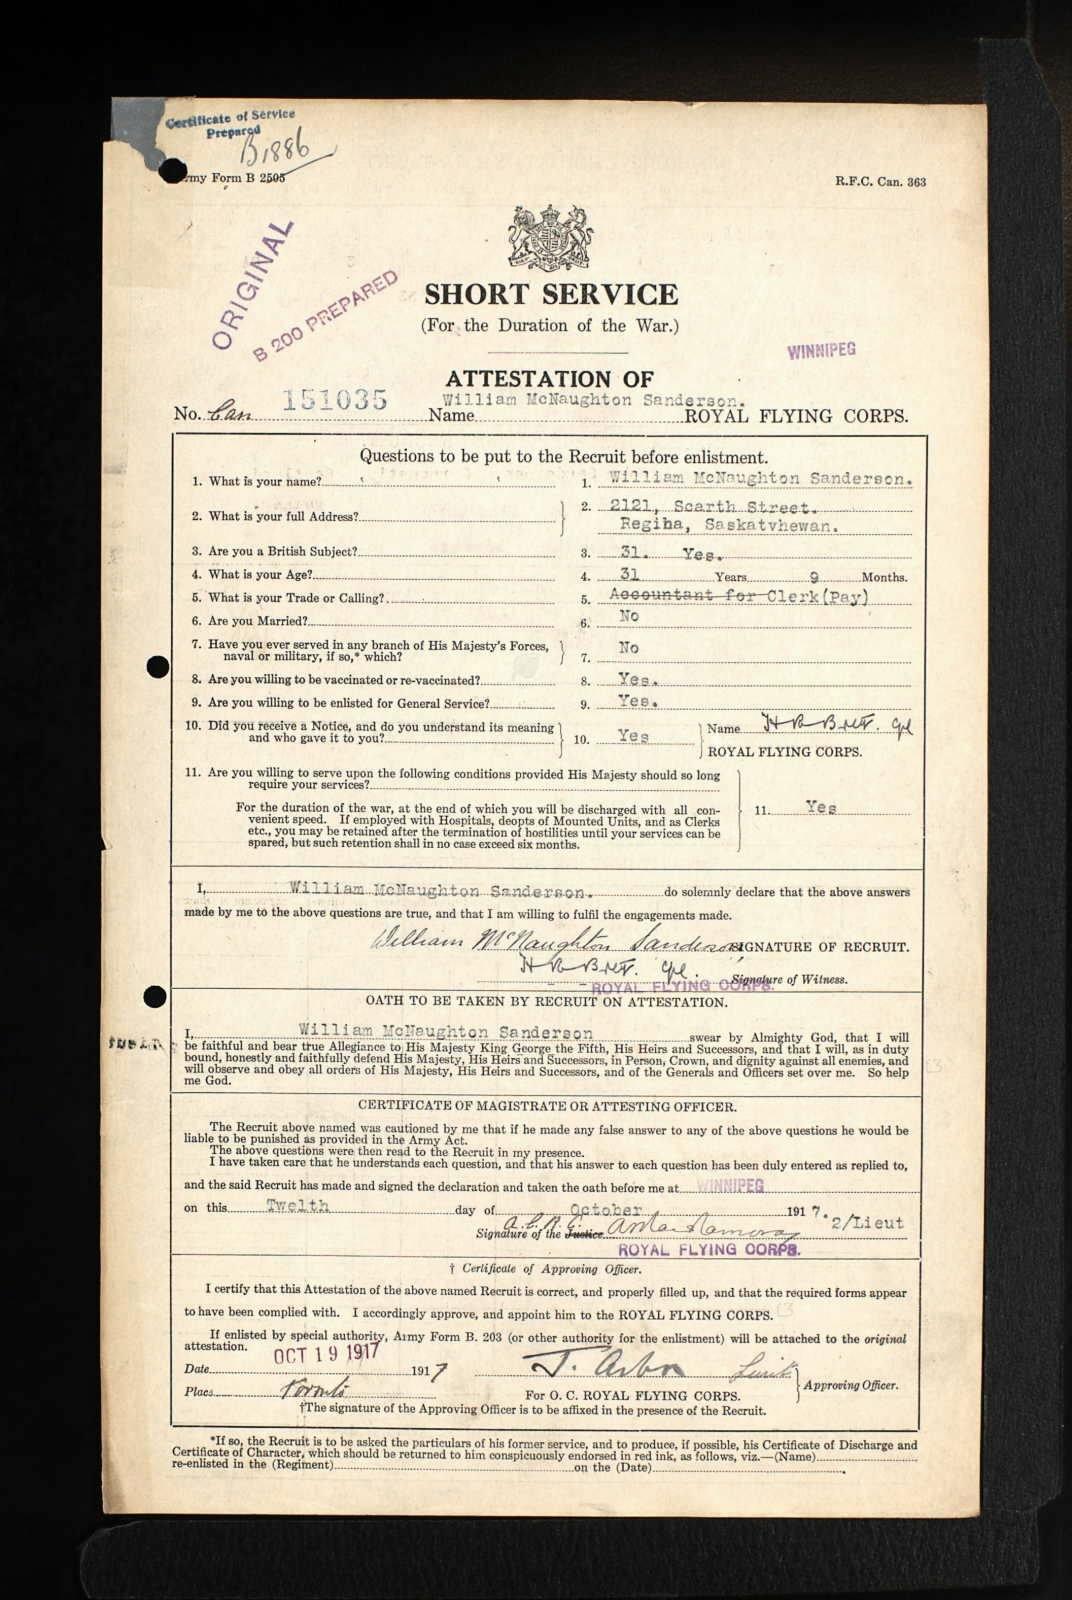 Certificate of Service
Prepared
B1886
Army Form B 2505
R.F.C. Can. 363
ORIGINAL
B 200 PREPARED
SHORT SERVICE
(For the Duration of the War.)
WINNIPEG
ATTESTATION OF
No. Can 151035 Name William McNaughton Sanderson. ROYAL FLYING CORPS.
Questions to be put to the Recruit before enlistment.
1. What is your name? 1. William McNaughton Sanderson.
2. What is your full Address? 2. 2121, Scarth Street.
Regiha, Saskatvhewan.
3. Are you a British Subject? 3. 31. Yes.
4. What is your Age? 4. 31 Years 9 Months.
5. What is your Trade or Calling? 5. Accountant for Clerk(Pay)
6. Are you Married? 6. No
7. Have you ever served in any branch of His Majesty's Forces,
naval or military, if so,* which? 7. No
8. Are you willing to be vaccinated or re-vaccinated? 8. Yes.
9. Are you willing to be enlisted for General Service? 9. Yes.
10. Did you receive a Notice, and do you understand its meaning
and who gave it to you? 10. Yes Name H R Cpl
ROYAL FLYING CORPS.
11. Are you willing to serve upon the following conditions provided His Majesty should so long
require your services?
For the duration of the war, at the end of which you will be discharged with all con-
venient speed. If employed with Hospitals, deopts of Mounted Units, and as Clerks
etc., you may be retained after the termination of hostilities until your services can be
spared, but such retention shall in no case exceed six months.
11. Yes
I, William McNaughton Sanderson. do solemnly declare that the above answers
made by me to the above questions are true, and that I am willing to fulfil the engagements made.
William McNaughton Sanderson SIGNATURE OF RECRUIT.
H R Cpl. Signature of Witness.
ROYAL FLYING CORPS.
OATH TO BE TAKEN BY RECRUIT ON ATTESTATION.
I, William McNaughton Sanderson swear by Almighty God, that I will
be faithful and bear true Allegiance to His Majesty King George the Fifth, His Heirs and Successors, and that I will, as in duty
bound, honestly and faithfully defend His Majesty, His Heirs and Successors, in Person, Crown, and dignity against all enemies, and
will observe and obey all orders of His Majesty, His Heirs and Successors, and of the Generals and Officers set over me. So help
me God.
CERTIFICATE OF MAGISTRATE OR ATTESTING OFFICER.
The Recruit above named was cautioned by me that if he made any false answer to any of the above questions he would be
liable to be punished as provided in the Army Act.
The above questions were then read to the Recruit in my presence.
I have taken care that he understands each question, and that his answer to each question has been duly entered as replied to,
and the said Recruit has made and signed the declaration and taken the oath before me at WINNIPEG
on this Twelth day of October 1917.
Signature of the Justice 2/Lieut
ROYAL FLYING CORPS.
† Certificate of Approving Officer.
I certify that this Attestation of the above named Recruit is correct, and properly filled up, and that the required forms appear
to have been complied with. I accordingly approve, and appoint him to the ROYAL FLYING CORPS.
If enlisted by special authority, Army Form B. 203 (or other authority for the enlistment) will be attached to the original
attestation.
OCT 19 1917
Date 1917 Approving Officer.
Place Toronto For O. C. ROYAL FLYING CORPS.
†The signature of the Approving Officer is to be affixed in the presence of the Recruit.
*If so, the Recruit is to be asked the particulars of his former service, and to produce, if possible, his Certificate of Discharge and
Certificate of Character, which should be returned to him conspicuously endorsed in red ink, as follows, viz.—(Name)
re-enlisted in the (Regiment) on the (Date)